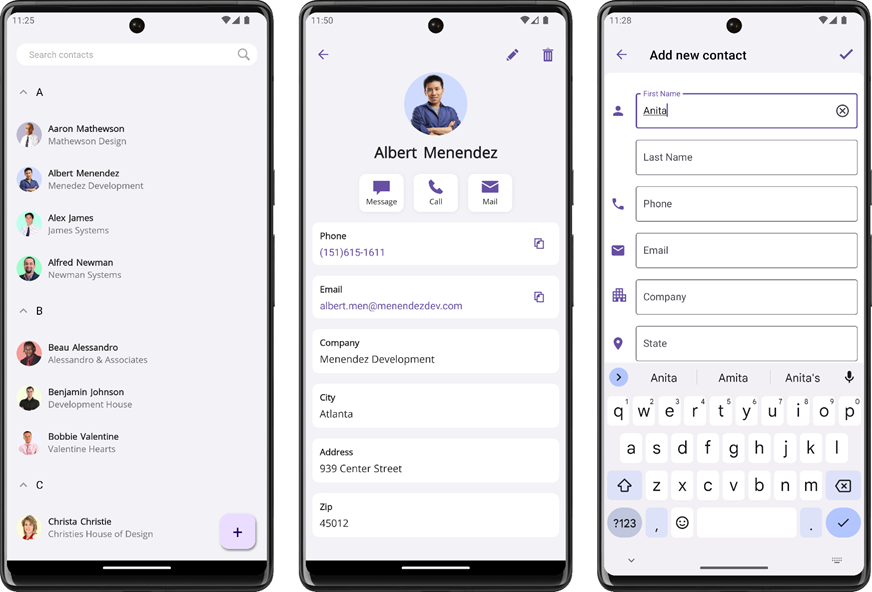 11:25
Search contacts
A
Aaron Mathewson
Mathewson Design
Albert Menendez
Menedez Development
Alex James
James Systems
Alfred Newman
Newman Systems
B
Beau Alessandro
Alessandro & Associates
Benjamin Johnson
Development House
Bobbie Valentine
Valentine Hearts
C
Christa Christie
Christies House of Design
+
11:50
Albert Menendez
Message Call Mail
Phone
(151)615-1611
Email
albert.men@menendezdev.com
Company
Menendez Development
City
Atlanta
Address
939 Center Street
Zip
45012
11:28
Add new contact
First Name
Anita
Last Name
Phone
Email
Company
State
Anita Amita Anita's
1 2 3 4 5 6 7 8 9 0
q w e r t y u i o p
a s d f g h j k l
z x c v b n m
?123 , .